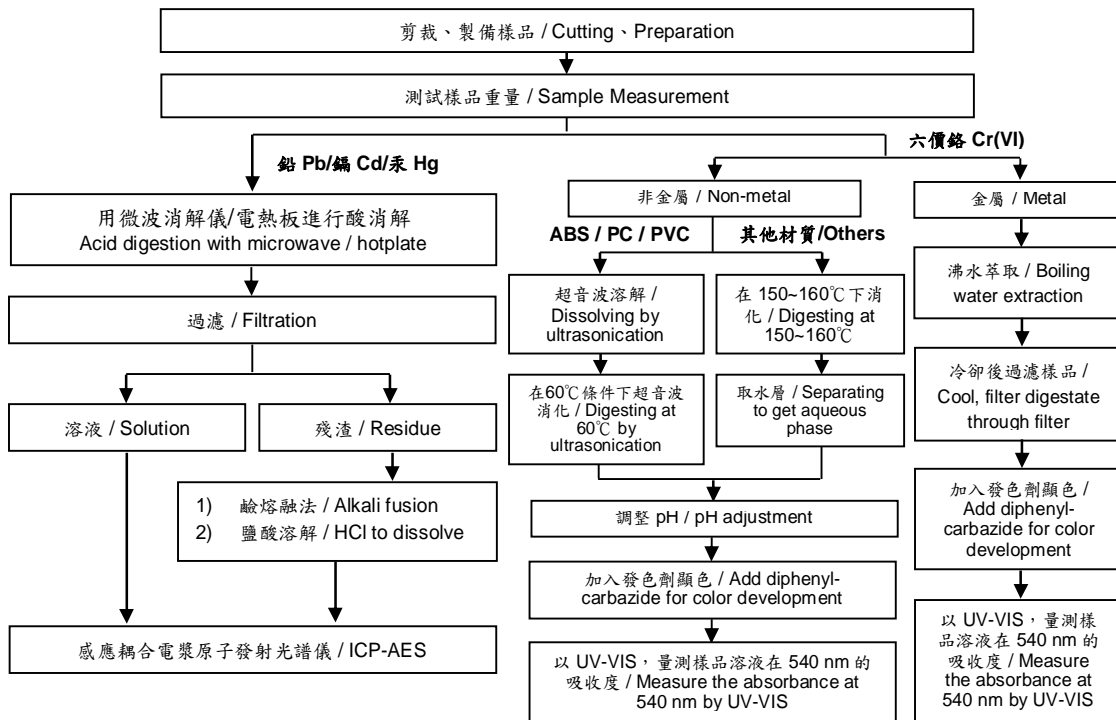 剪裁、製備樣品 / Cutting、Preparation
測試樣品重量 / Sample Measurement
鉛 Pb/鎘 Cd/汞 Hg
六價鉻 Cr(VI)
用微波消解儀/電熱板進行酸消解
Acid digestion with microwave / hotplate
過濾 / Filtration
溶液 / Solution
殘渣 / Residue
1) 鹼熔融法 / Alkali fusion
2) 鹽酸溶解 / HCl to dissolve
感應耦合電漿原子發射光譜儀 / ICP-AES
非金屬 / Non-metal
ABS / PC / PVC
其他材質/Others
超音波溶解 /
Dissolving by
ultrasonication
在60℃條件下超音波
消化 / Digesting at
60℃ by
ultrasonication
在 150~160℃下消
化 / Digesting at
150~160℃
取水層 / Separating
to get aqueous
phase
調整 pH / pH adjustment
加入發色劑顯色 / Add diphenyl-
carbazide for color development
以 UV-VIS，量測樣品溶液在 540 nm 的
吸收度 / Measure the absorbance at
540 nm by UV-VIS
金屬 / Metal
沸水萃取 / Boiling
water extraction
冷卻後過濾樣品 /
Cool, filter digestate
through filter
加入發色劑顯色 /
Add diphenyl-
carbazide for color
development
以 UV-VIS，量測樣
品溶液在 540 nm 的
吸收度 / Measure
the absorbance at
540 nm by UV-VIS